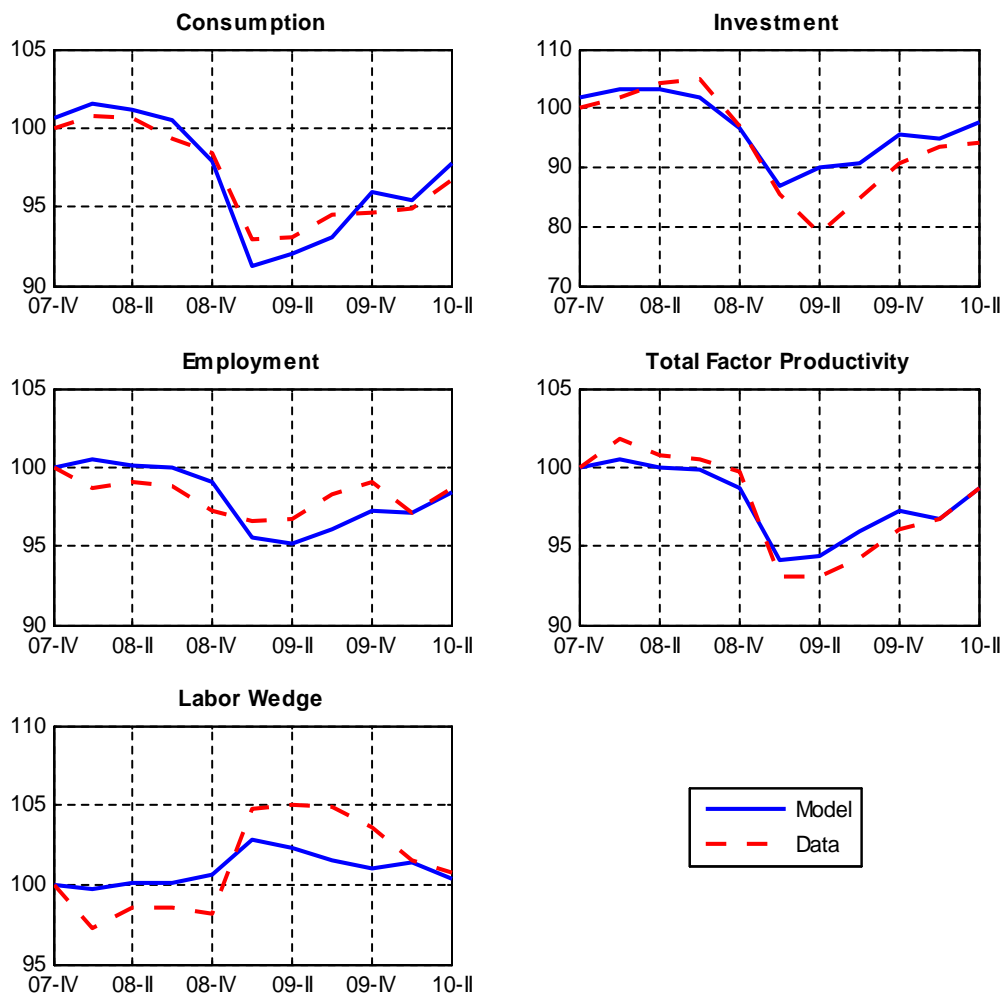 Consumption
105
100
95
90
07-IV 08-II 08-IV 09-II 09-IV 10-II
Investment
110
100
90
80
70
07-IV 08-II 08-IV 09-II 09-IV 10-II
Employment
105
100
95
90
07-IV 08-II 08-IV 09-II 09-IV 10-II
Total Factor Productivity
105
100
95
90
07-IV 08-II 08-IV 09-II 09-IV 10-II
Labor Wedge
110
105
100
95
07-IV 08-II 08-IV 09-II 09-IV 10-II
Model
Data